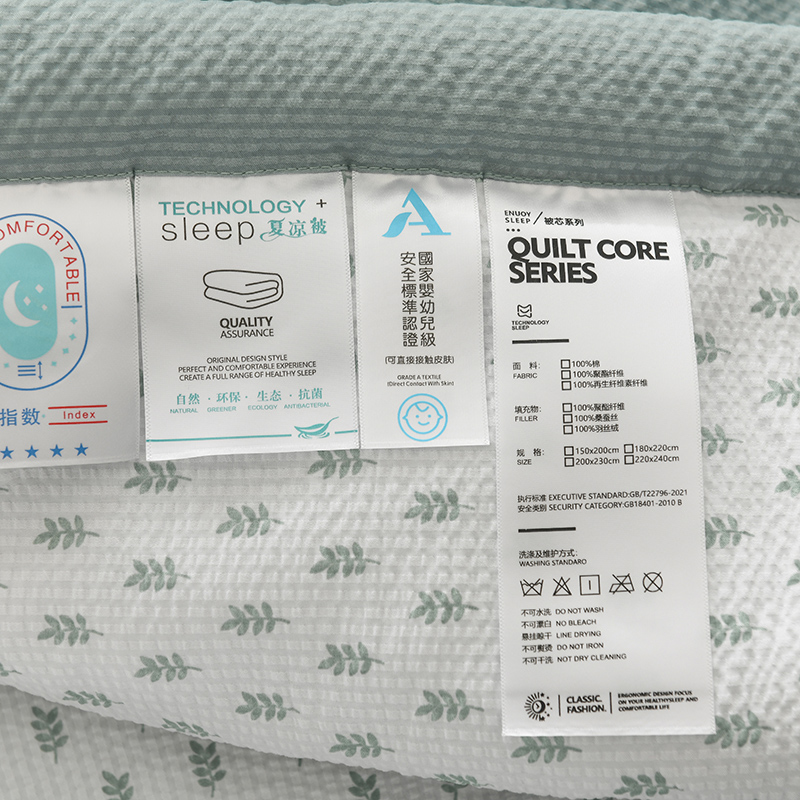 OMFORTABLE
指数 Index
TECHNOLOGY +
sleep 夏凉被
QUALITY
ASSURANCE
ORIGINAL DESIGN STYLE
PERFECT AND COMFORTABLE EXPERIENCE
CREATE A FULL RANGE OF HEALTHY SLEEP
自然·环保·生态·抗菌
NATURAL GREENER ECOLOGY ANTIBACTERIAL
A
國家嬰幼兒級
安全標準認證
(可直接接触皮肤)
GRADE A TEXTILE
(Direct Contact With Skin)
ENUOY
SLEEP / 被芯系列
QUILT CORE
SERIES
TECHNOLOGY
SLEEP
面 料: 100%棉
FABRIC 100%聚酯纤维
100%再生纤维素纤维
填充物: 100%聚酯纤维
FILLER 100%桑蚕丝
100%羽丝绒
规 格: 150x200cm 180x220cm
SIZE 200x230cm 220x240cm
执行标准 EXECUTIVE STANDARD:GB/T22796-2021
安全类别 SECURITY CATEGORY:GB18401-2010 B
洗涤及维护方式:
WASHING STANDARO
不可水洗 DO NOT WASH
不可漂白 NO BLEACH
悬挂晾干 LINE DRYING
不可熨烫 DO NOT IRON
不可干洗 NOT DRY CLEANING
CLASSIC.
FASHION.
ERGONOMIC DESIGN FOCUS
ON YOUR HEALTHYSLEEP AND
COMFORTABLE LIFE